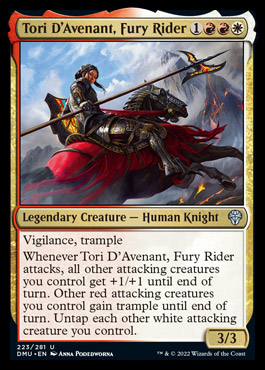 Tori D'Avenant, Fury Rider 1
Legendary Creature — Human Knight
Vigilance, trample
Whenever Tori D'Avenant, Fury Rider
attacks, all other attacking creatures
you control get +1/+1 until end of
turn. Other red attacking creatures
you control gain trample until end of
turn. Untap each other white attacking
creature you control.
3/3
223/281 U
DMU • EN Anna Podedworna
™ & © 2022 Wizards of the Coast